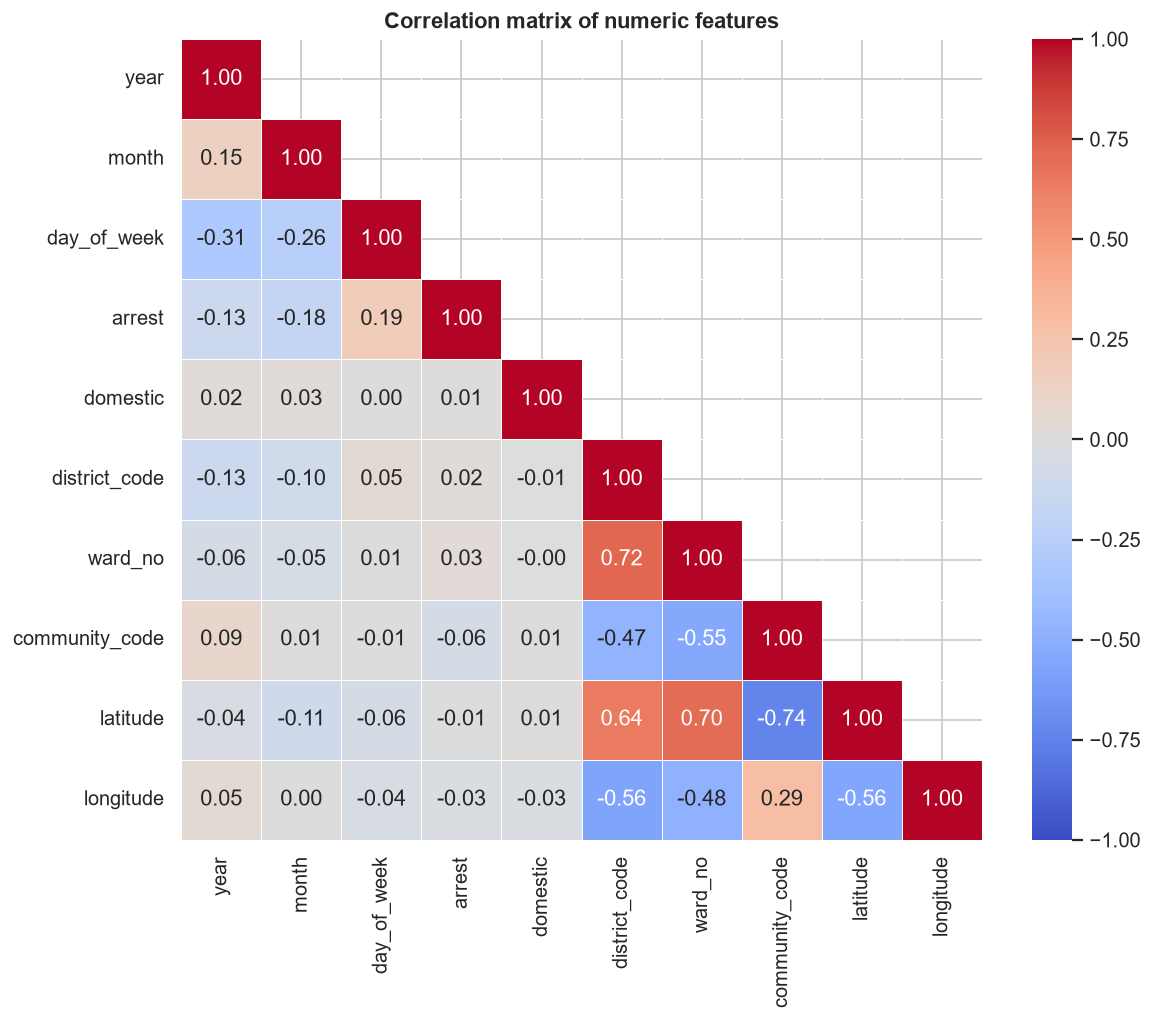 Correlation matrix of numeric features
year 1.00
month 0.15 1.00
day_of_week -0.31 -0.26 1.00
arrest -0.13 -0.18 0.19 1.00
domestic 0.02 0.03 0.00 0.01 1.00
district_code -0.13 -0.10 0.05 0.02 -0.01 1.00
ward_no -0.06 -0.05 0.01 0.03 -0.00 0.72 1.00
community_code 0.09 0.01 -0.01 -0.06 0.01 -0.47 -0.55 1.00
latitude -0.04 -0.11 -0.06 -0.01 0.01 0.64 0.70 -0.74 1.00
longitude 0.05 0.00 -0.04 -0.03 -0.03 -0.56 -0.48 0.29 -0.56 1.00
year month day_of_week arrest domestic district_code ward_no community_code latitude longitude
1.00
0.75
0.50
0.25
0.00
−0.25
−0.50
−0.75
−1.00